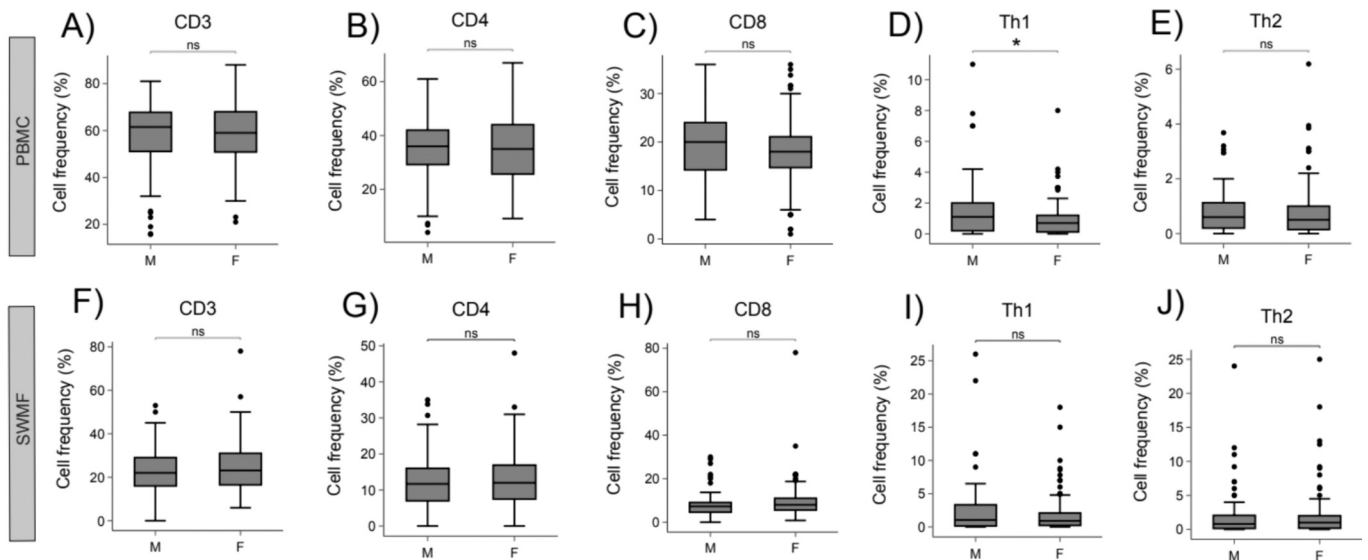 PBMC
A)
CD3
ns
Cell frequency (%)
80
60
40
20
M
F
B)
CD4
ns
Cell frequency (%)
60
40
20
M
F
C)
CD8
ns
Cell frequency (%)
30
20
10
0
M
F
D)
Th1
*
Cell frequency (%)
10
8
6
4
2
0
M
F
E)
Th2
ns
Cell frequency (%)
6
4
2
0
M
F
SWMF
F)
CD3
ns
Cell frequency (%)
80
60
40
20
0
M
F
G)
CD4
ns
Cell frequency (%)
50
40
30
20
10
0
M
F
H)
CD8
ns
Cell frequency (%)
80
60
40
20
0
M
F
I)
Th1
ns
Cell frequency (%)
25
20
15
10
5
0
M
F
J)
Th2
ns
Cell frequency (%)
25
20
15
10
5
0
M
F